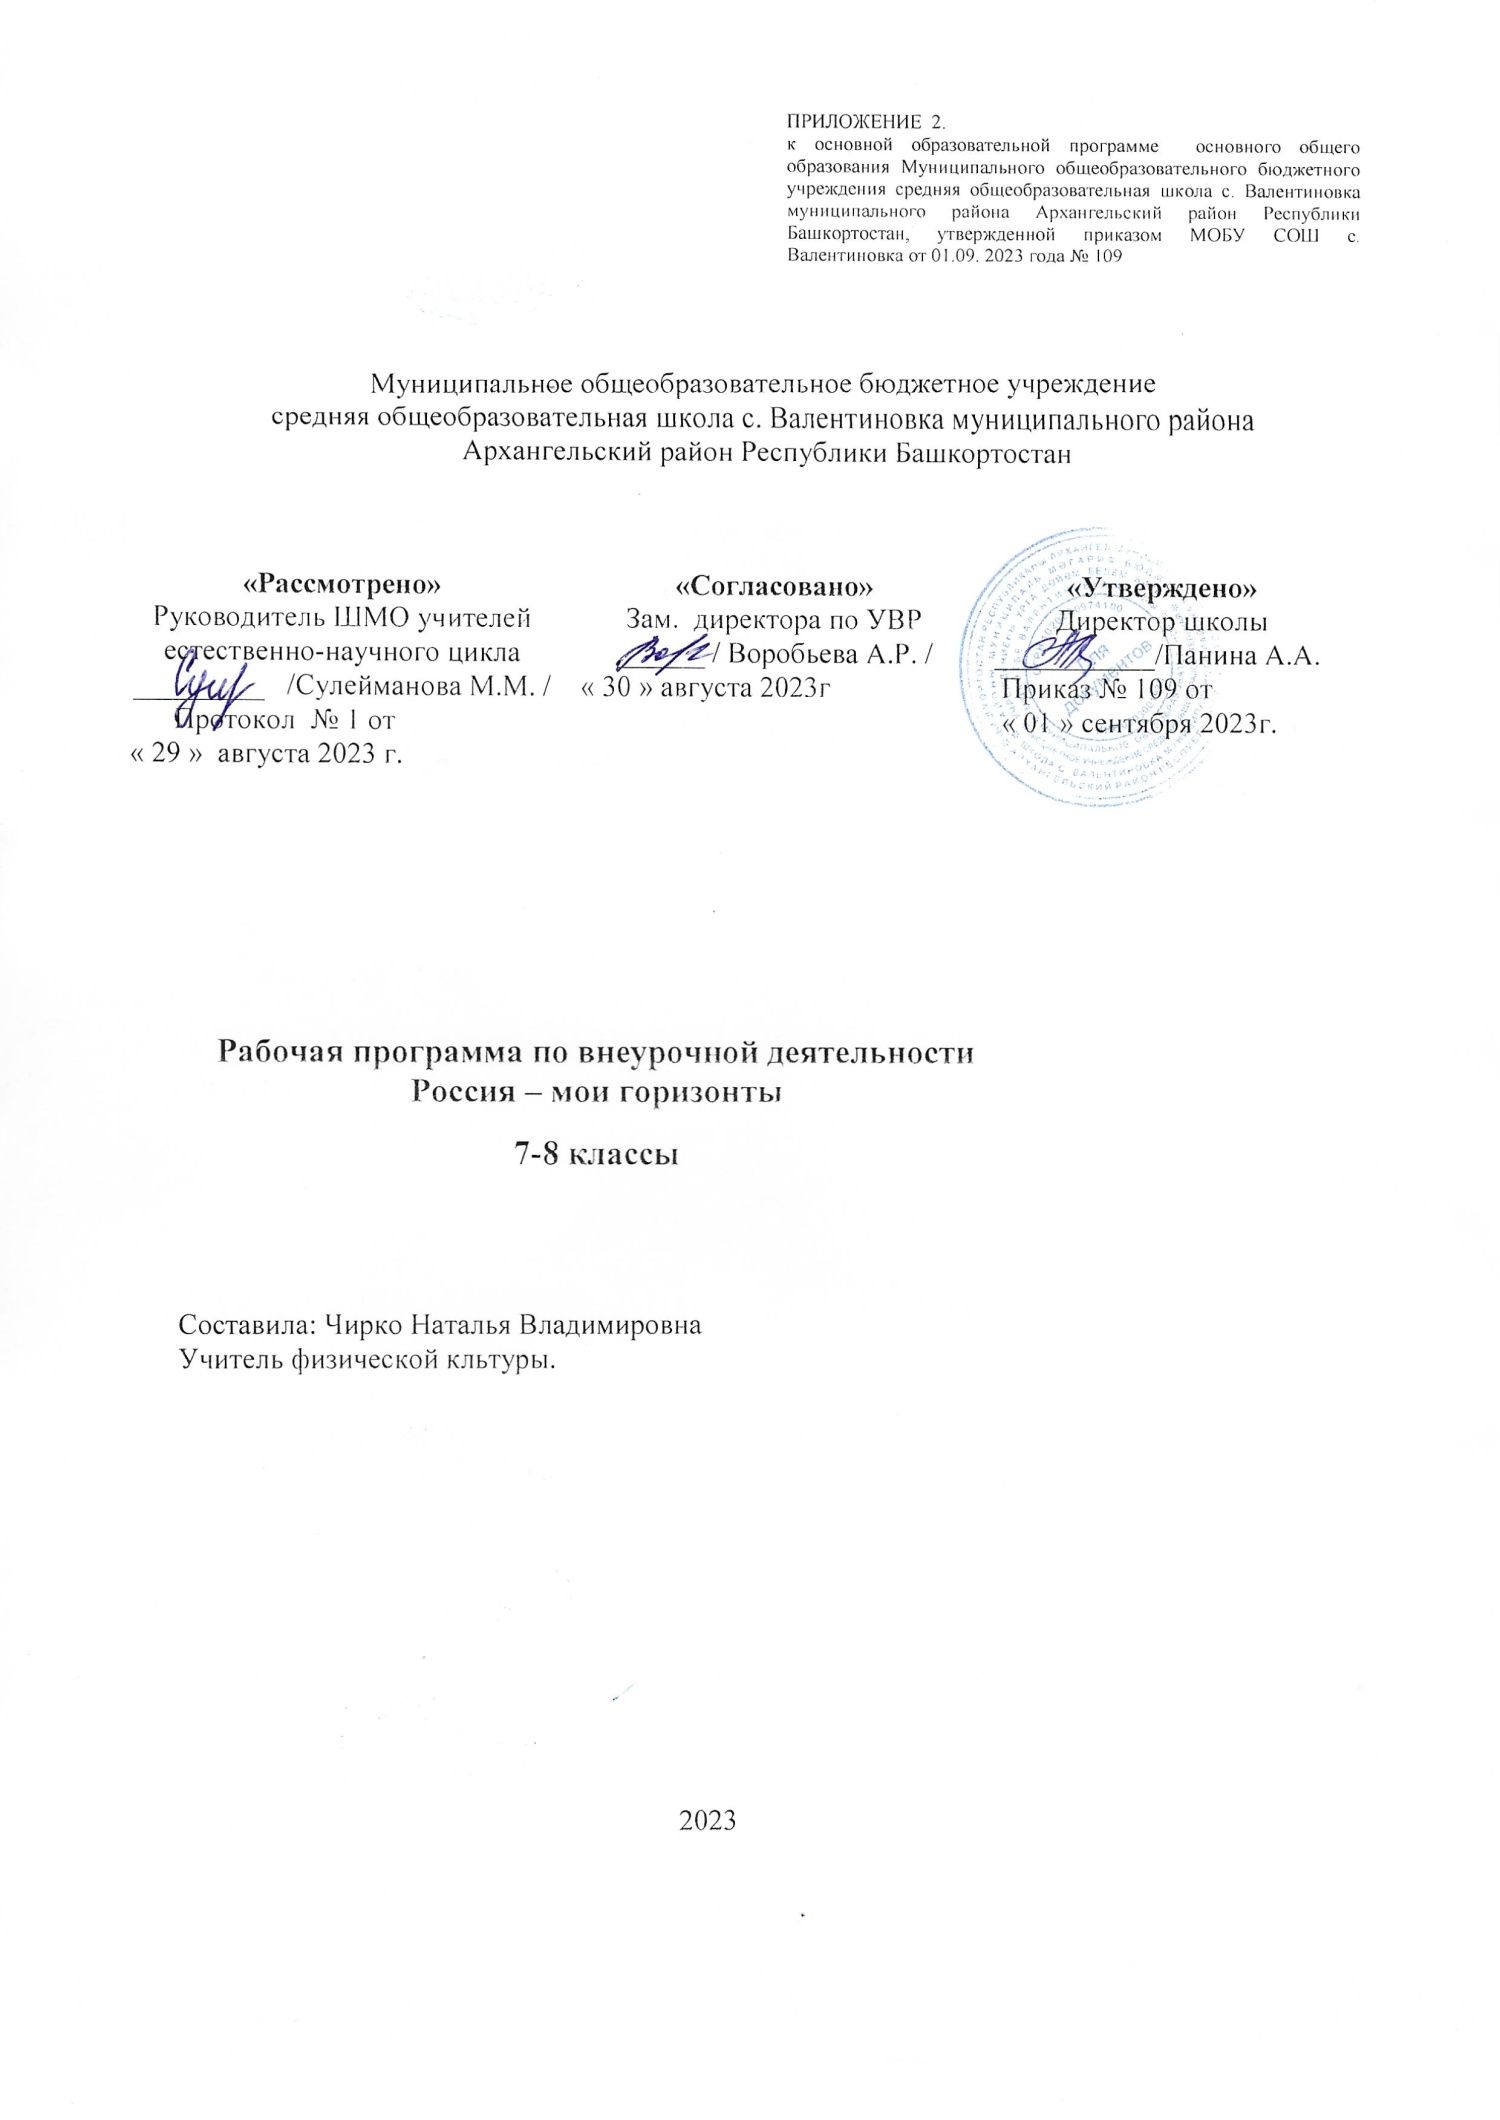 ПРИЛОЖЕНИЕ 2.
к основной образовательной программе основного общего
образования Муниципального общеобразовательного бюджетного
учреждения средняя общеобразовательная школа с. Валентиновка
муниципального района Архангельский район Республики
Башкортостан, утвержденной приказом МОБУ СОШ с.
Валентиновка от 01.09. 2023 года № 109
Муниципальное общеобразовательное бюджетное учреждение
средняя общеобразовательная школа с. Валентиновка муниципального района
Архангельский район Республики Башкортостан
«Рассмотрено»
Руководитель ШМО учителей
естественно-научного цикла
/Сулейманова М.М. /
Протокол № 1 от
« 29 » августа 2023 г.
«Согласовано»
Зам. директора по УВР
/ Воробьева А.Р. /
« 30 » августа 2023г
«Утверждено»
Директор школы
/Панина А.А.
Приказ № 109 от
« 01 » сентября 2023г.
ДЛЯ
ДОКУМЕНТОВ
Рабочая программа по внеурочной деятельности
Россия – мои горизонты
7-8 классы
Составила: Чирко Наталья Владимировна
Учитель физической кльтуры.
2023